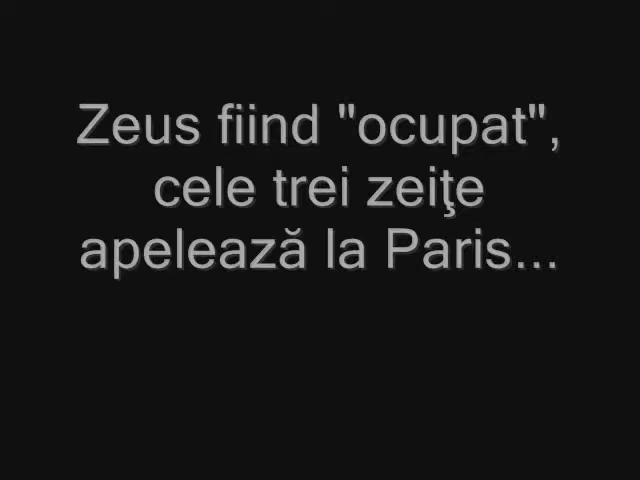 Zeus fiind "ocupat",
cele trei zeiţe
apelează la Paris...